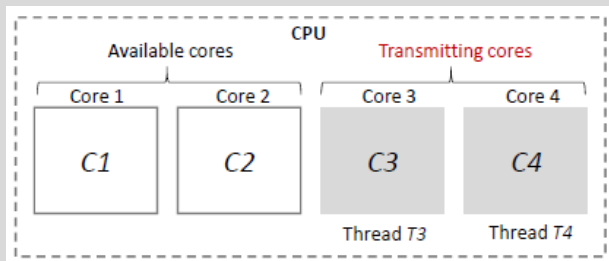 CPU
Available cores Transmitting cores
Core 1 Core 2 Core 3 Core 4
C1 C2 C3 C4
Thread T3 Thread T4